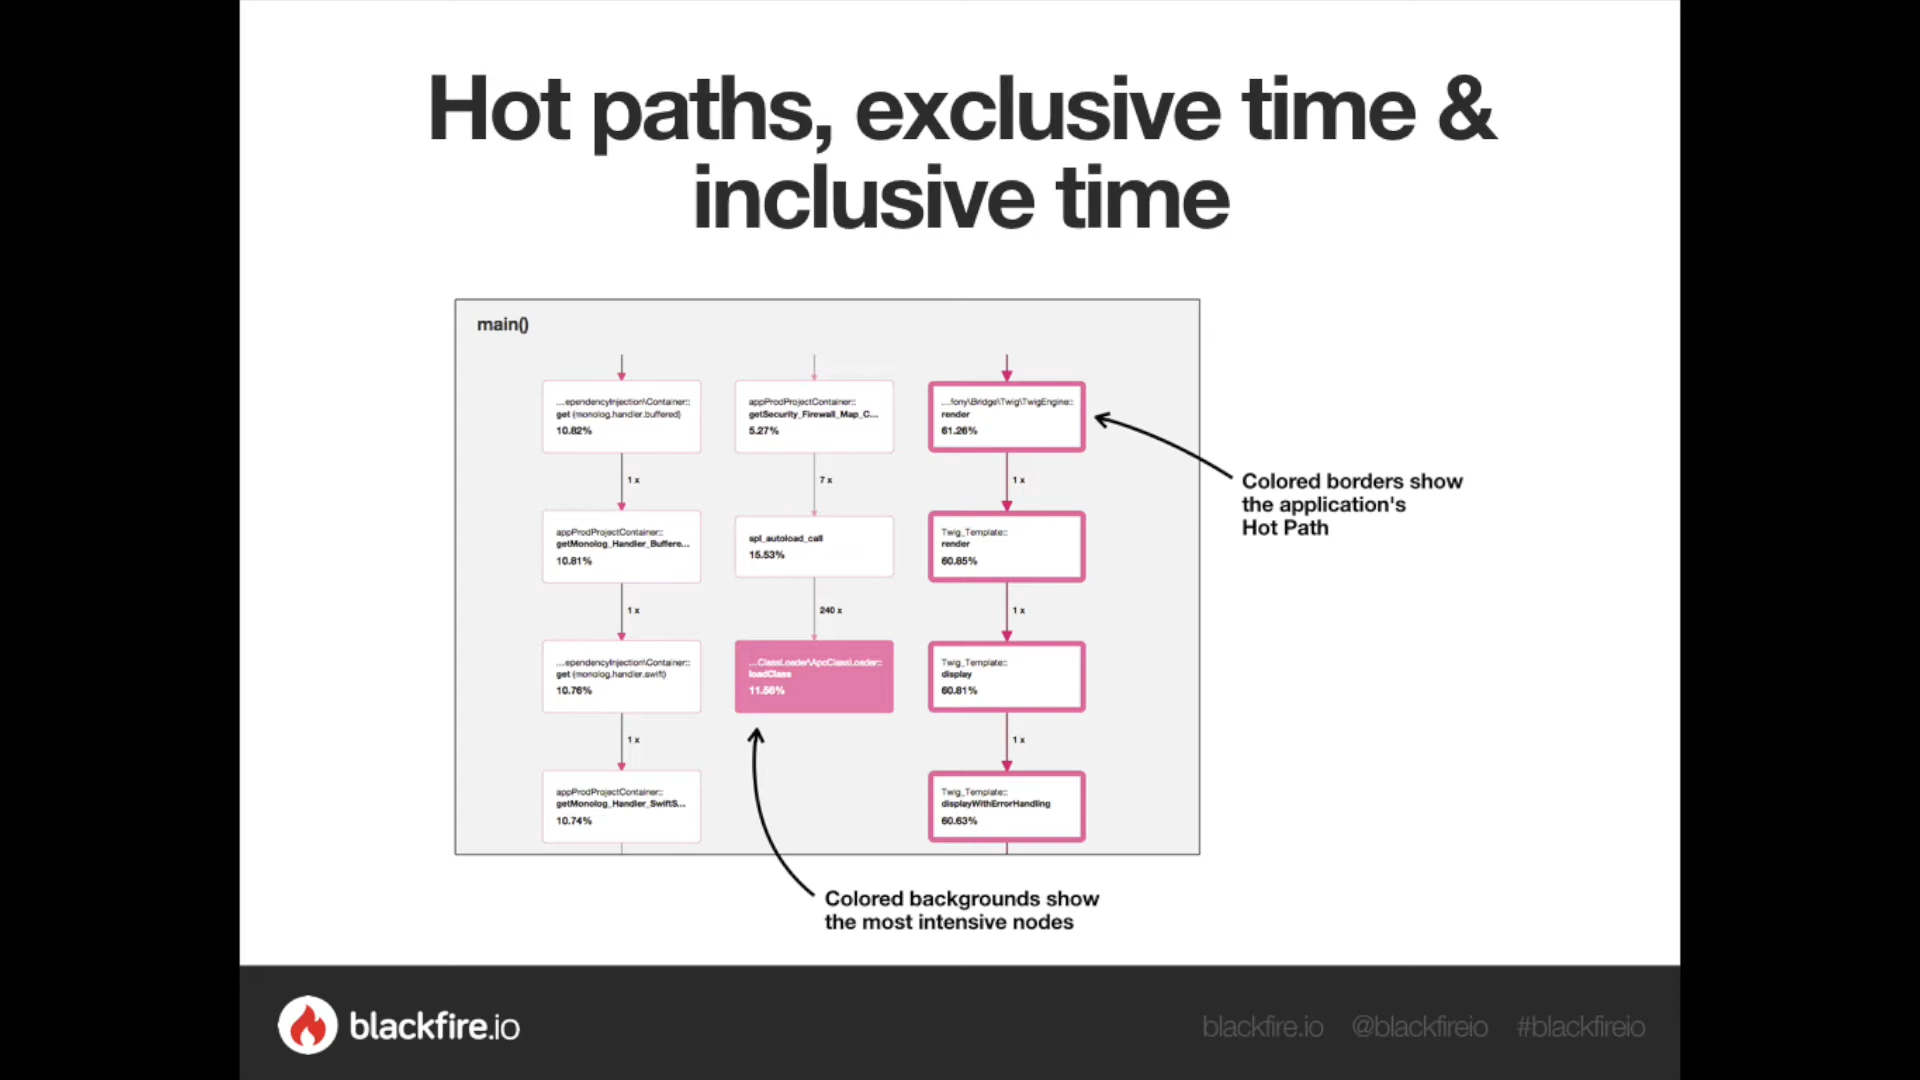 Hot paths, exclusive time &
inclusive time
main()
...ependencyInjection\Container::
get (monolog.handler.buffered)
10.82%
1 x
appProdProjectContainer::
getMonolog_Handler_Buffere...
10.81%
1 x
...ependencyInjection\Container::
get (monolog.handler.swift)
10.76%
1 x
appProdProjectContainer::
getMonolog_Handler_SwiftS...
10.74%
appProdProjectContainer::
getSecurity_Firewall_Map_C...
5.27%
7 x
spl_autoload_call
15.53%
240 x
...ClassLoader\ApcClassLoader::
loadClass
11.56%
...fony\Bridge\Twig\TwigEngine::
render
61.26%
1 x
Twig_Template::
render
60.85%
1 x
Twig_Template::
display
60.81%
1 x
Twig_Template::
displayWithErrorHandling
60.63%
Colored borders show
the application's
Hot Path
Colored backgrounds show
the most intensive nodes
blackfire.io
blackfire.io @blackfireio #blackfireio